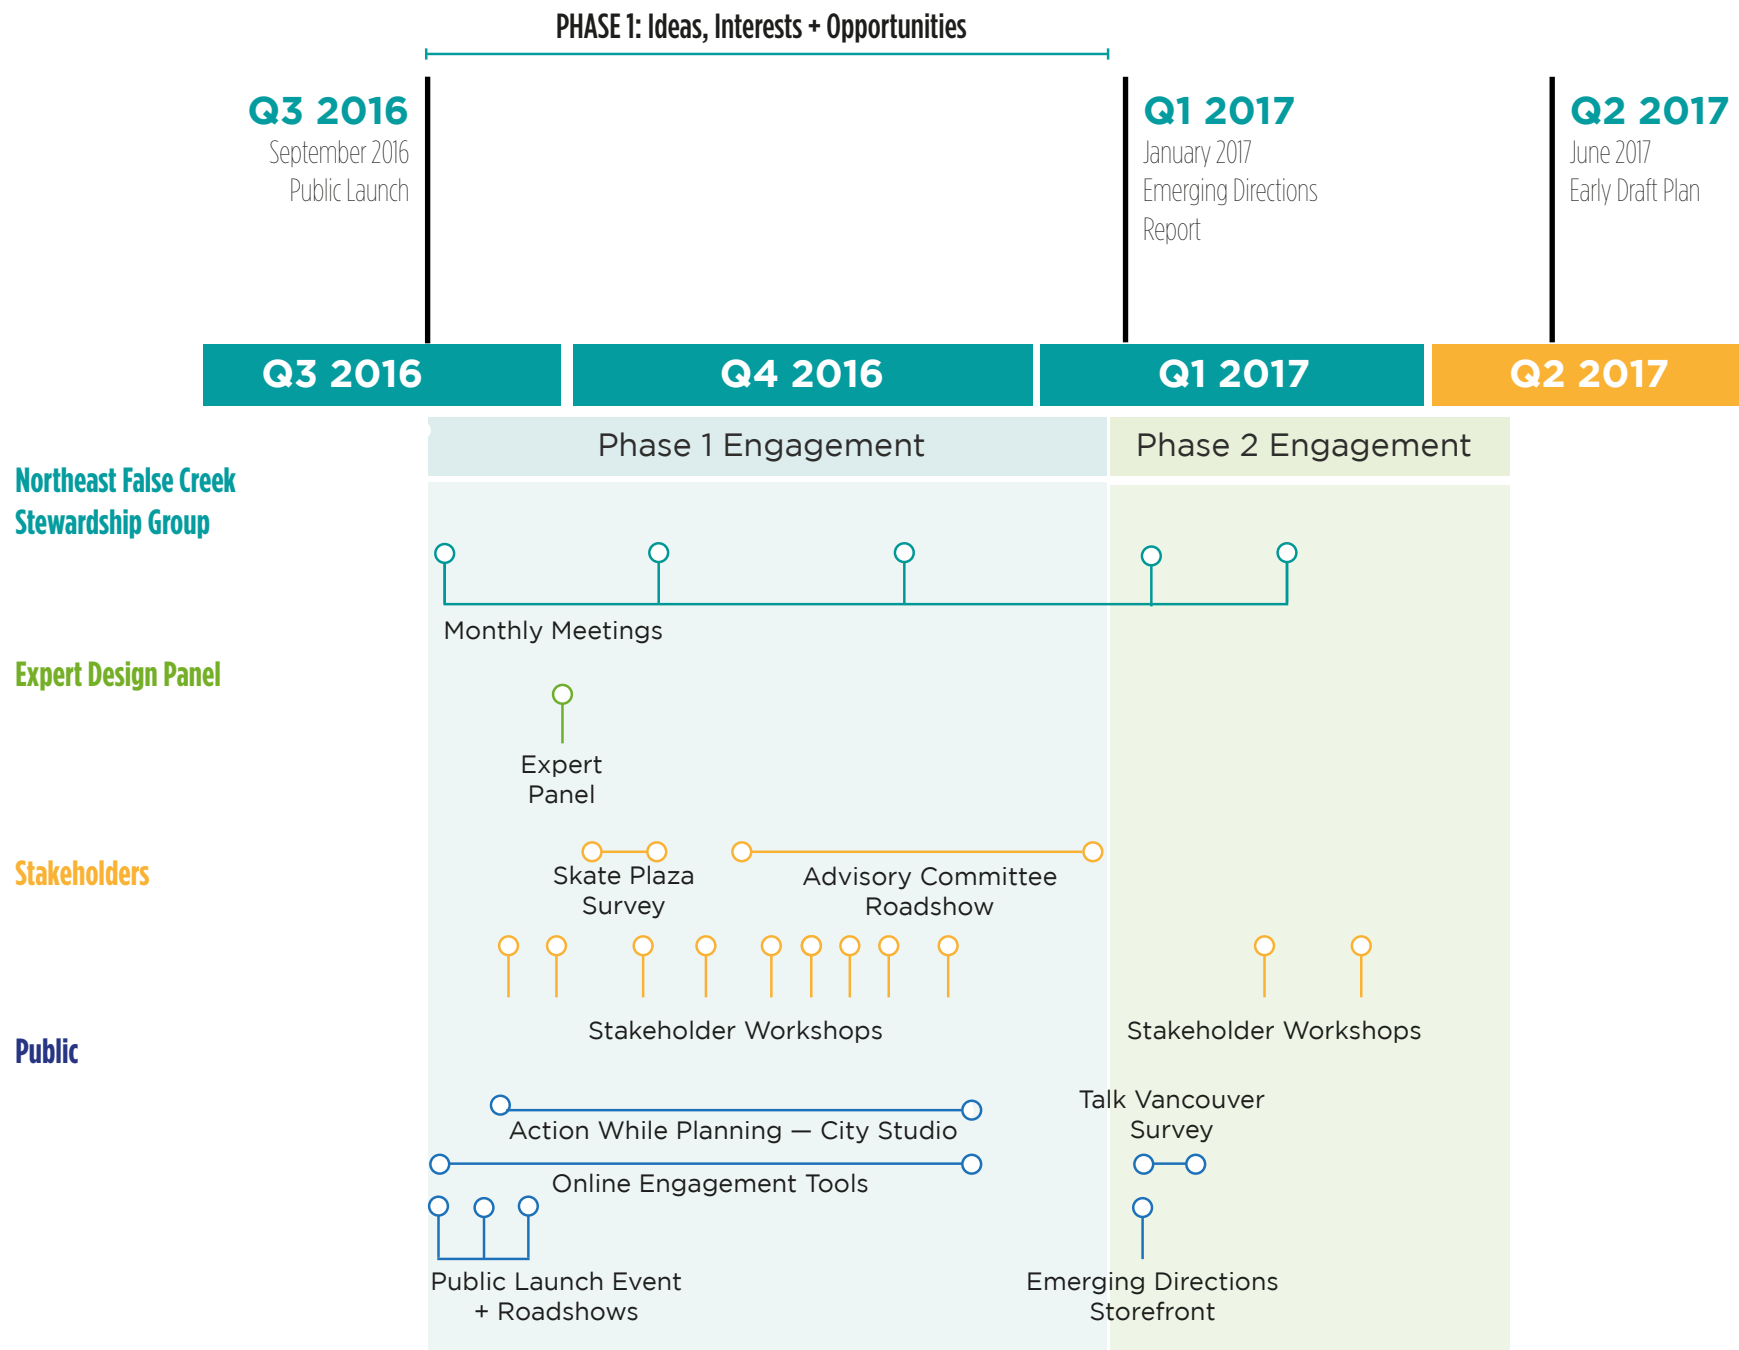 PHASE 1: Ideas, Interests + Opportunities
Q3 2016
September 2016
Public Launch
Q1 2017
January 2017
Emerging Directions
Report
Q2 2017
June 2017
Early Draft Plan
Q3 2016
Q4 2016
Q1 2017
Q2 2017
Phase 1 Engagement
Phase 2 Engagement
Northeast False Creek
Stewardship Group
Monthly Meetings
Expert Design Panel
Expert
Panel
Stakeholders
Skate Plaza
Survey
Advisory Committee
Roadshow
Stakeholder Workshops
Stakeholder Workshops
Public
Action While Planning — City Studio
Talk Vancouver
Survey
Online Engagement Tools
Public Launch Event
+ Roadshows
Emerging Directions
Storefront